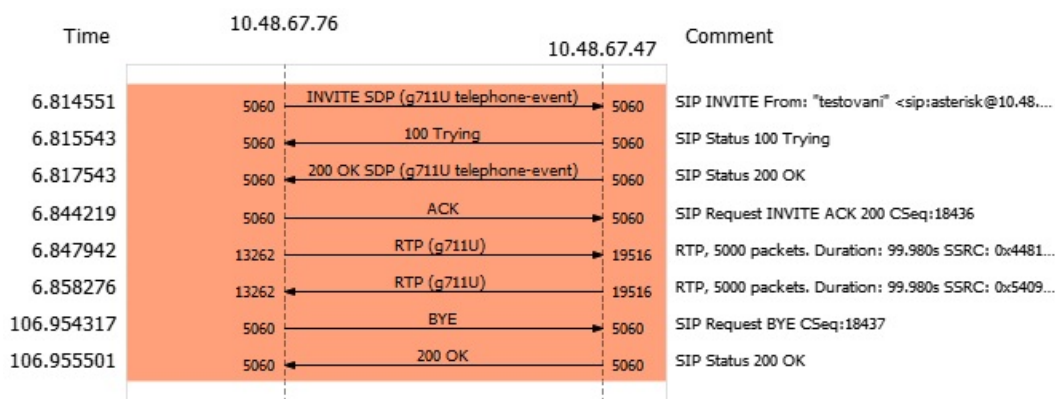 Time 10.48.67.76 10.48.67.47 Comment
6.814551 5060 INVITE SDP (g711U telephone-event) 5060 SIP INVITE From: "testovani" <sip:asterisk@10.48....
6.815543 5060 100 Trying 5060 SIP Status 100 Trying
6.817543 5060 200 OK SDP (g711U telephone-event) 5060 SIP Status 200 OK
6.844219 5060 ACK 5060 SIP Request INVITE ACK 200 CSeq:18436
6.847942 13262 RTP (g711U) 19516 RTP, 5000 packets. Duration: 99.980s SSRC: 0x4481...
6.858276 13262 RTP (g711U) 19516 RTP, 5000 packets. Duration: 99.980s SSRC: 0x5409...
106.954317 5060 BYE 5060 SIP Request BYE CSeq:18437
106.955501 5060 200 OK 5060 SIP Status 200 OK